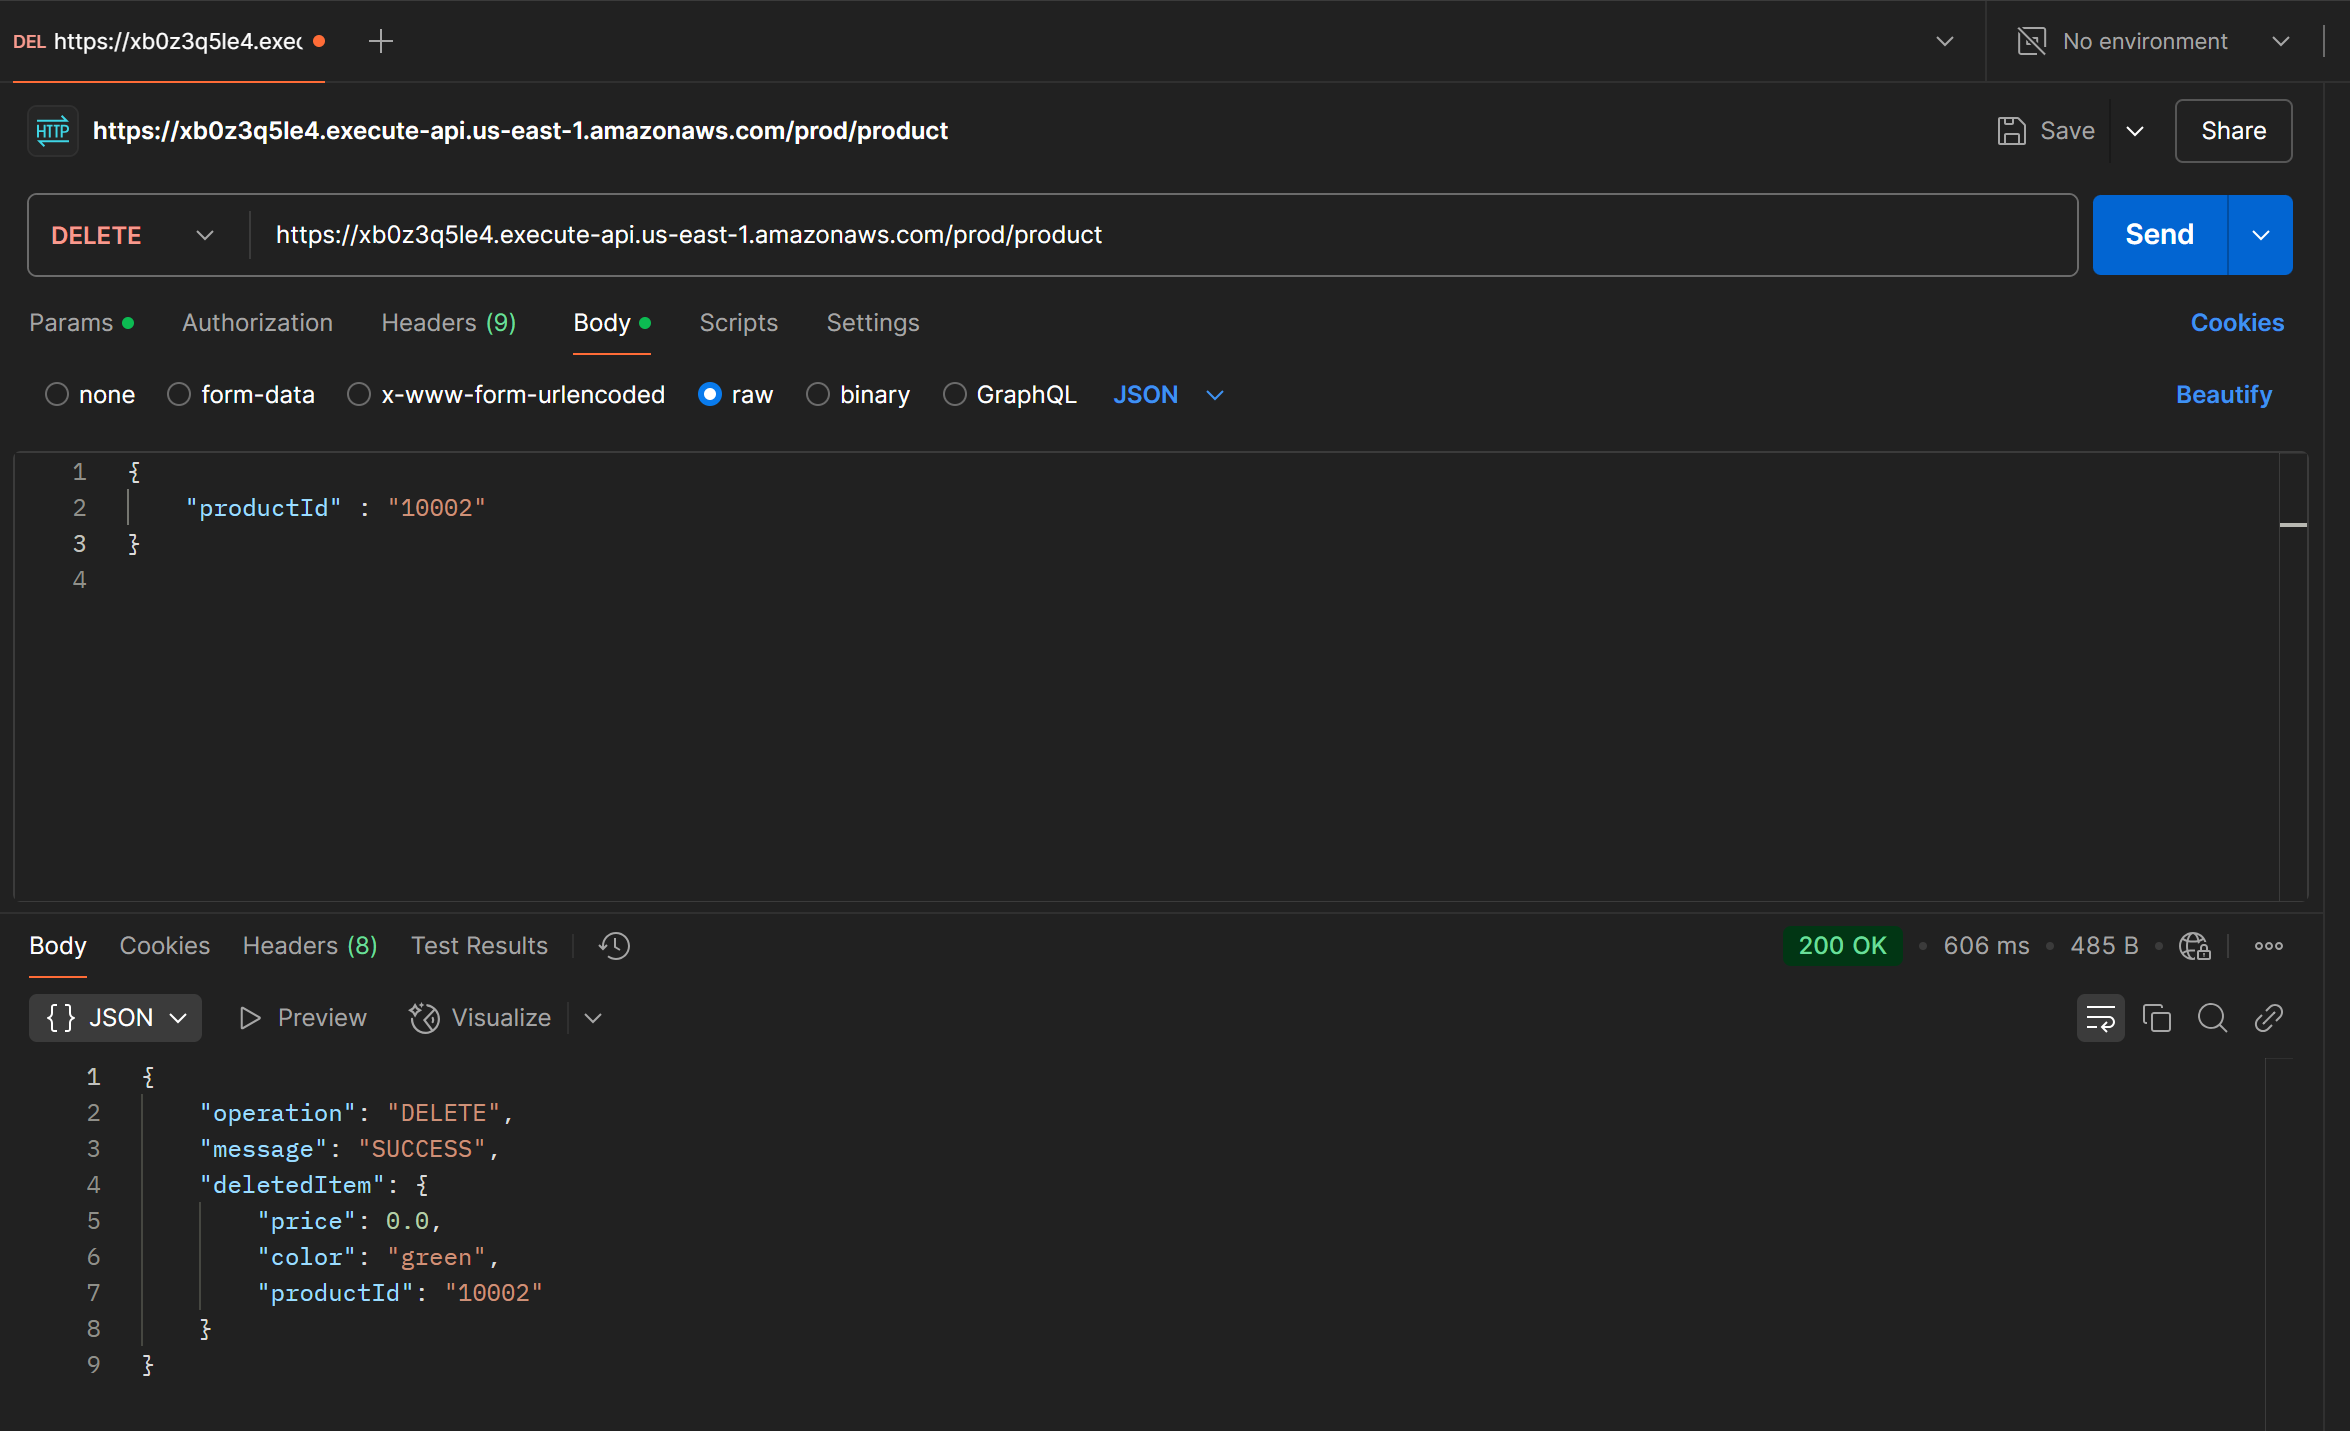 DEL https://xb0z3q5le4.exec
No environment
HTTP https://xb0z3q5le4.execute-api.us-east-1.amazonaws.com/prod/product
Save
Share
DELETE https://xb0z3q5le4.execute-api.us-east-1.amazonaws.com/prod/product
Send
Params Authorization Headers (9) Body Scripts Settings Cookies
none form-data x-www-form-urlencoded raw binary GraphQL JSON Beautify
1 {
2 "productId" : "10002"
3 }
4
Body Cookies Headers (8) Test Results 200 OK • 606 ms • 485 B •
{} JSON Preview Visualize
1 {
2 "operation": "DELETE",
3 "message": "SUCCESS",
4 "deletedItem": {
5 "price": 0.0,
6 "color": "green",
7 "productId": "10002"
8 }
9 }